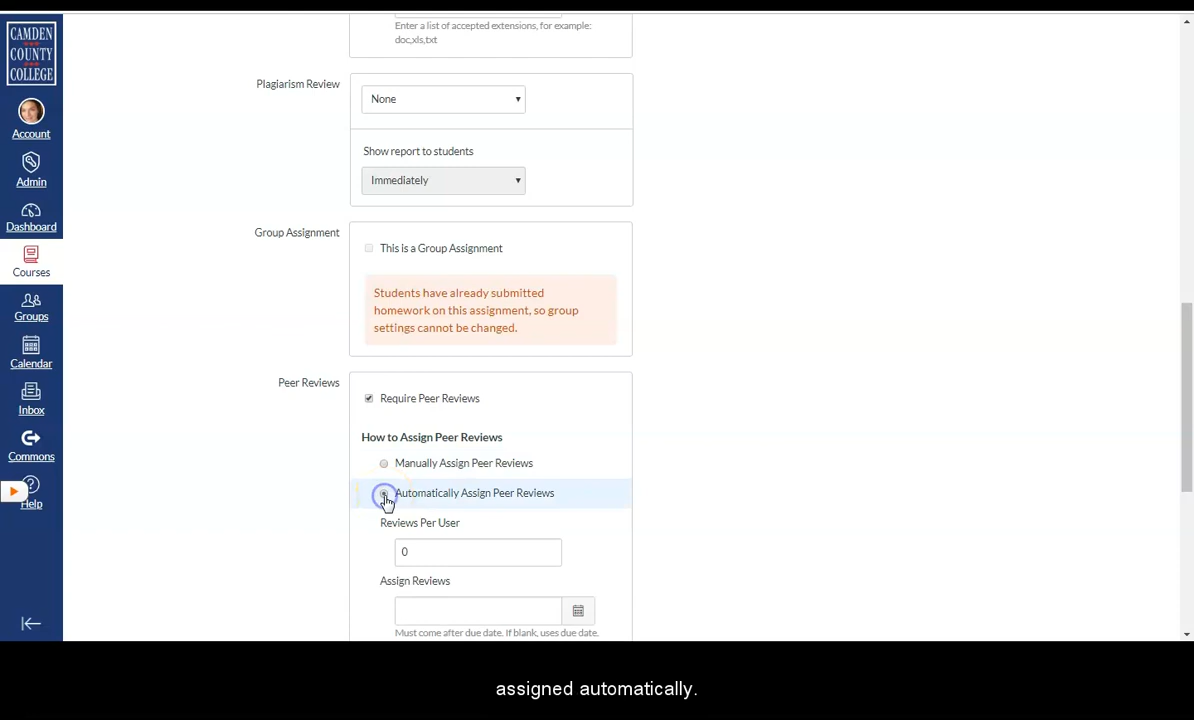 CAMDEN
COUNTY
COLLEGE
Account
Admin
Dashboard
Courses
Groups
Calendar
Inbox
Commons
Help
Enter a list of accepted extensions, for example:
doc,xls,txt
Plagiarism Review
None
Show report to students
Immediately
Group Assignment
This is a Group Assignment
Students have already submitted
homework on this assignment, so group
settings cannot be changed.
Peer Reviews
Require Peer Reviews
How to Assign Peer Reviews
Manually Assign Peer Reviews
Automatically Assign Peer Reviews
Reviews Per User
0
Assign Reviews
Must come after due date. If blank, uses due date.
assigned automatically.